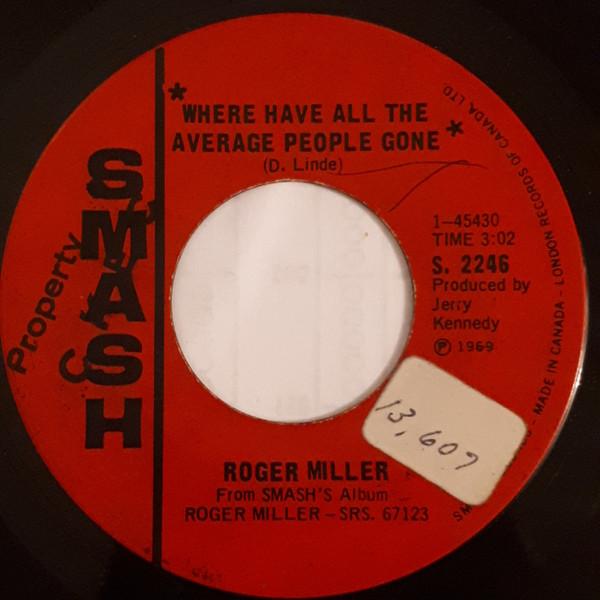 * WHERE HAVE ALL THE
AVERAGE PEOPLE GONE *
(D. Linde)
SMASH
Property
1-45430
TIME 3:02
S. 2246
Produced by
Jerry
Kennedy
℗ 1969
13,607
ROGER MILLER
From SMASH'S Album
ROGER MILLER - SRS. 67123
MADE IN CANADA - LONDON RECORDS OF CANADA, LTD.